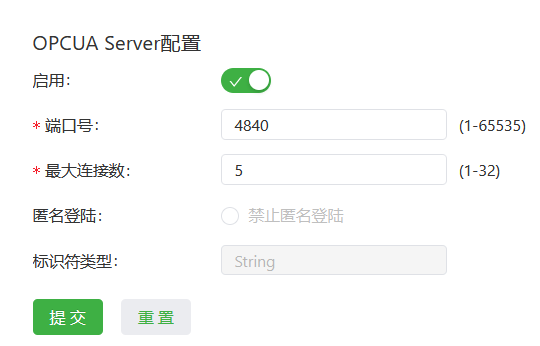 OPCUA Server配置
启用：
* 端口号： 4840 (1-65535)
* 最大连接数： 5 (1-32)
匿名登陆： 禁止匿名登陆
标识符类型： String
提 交 重 置